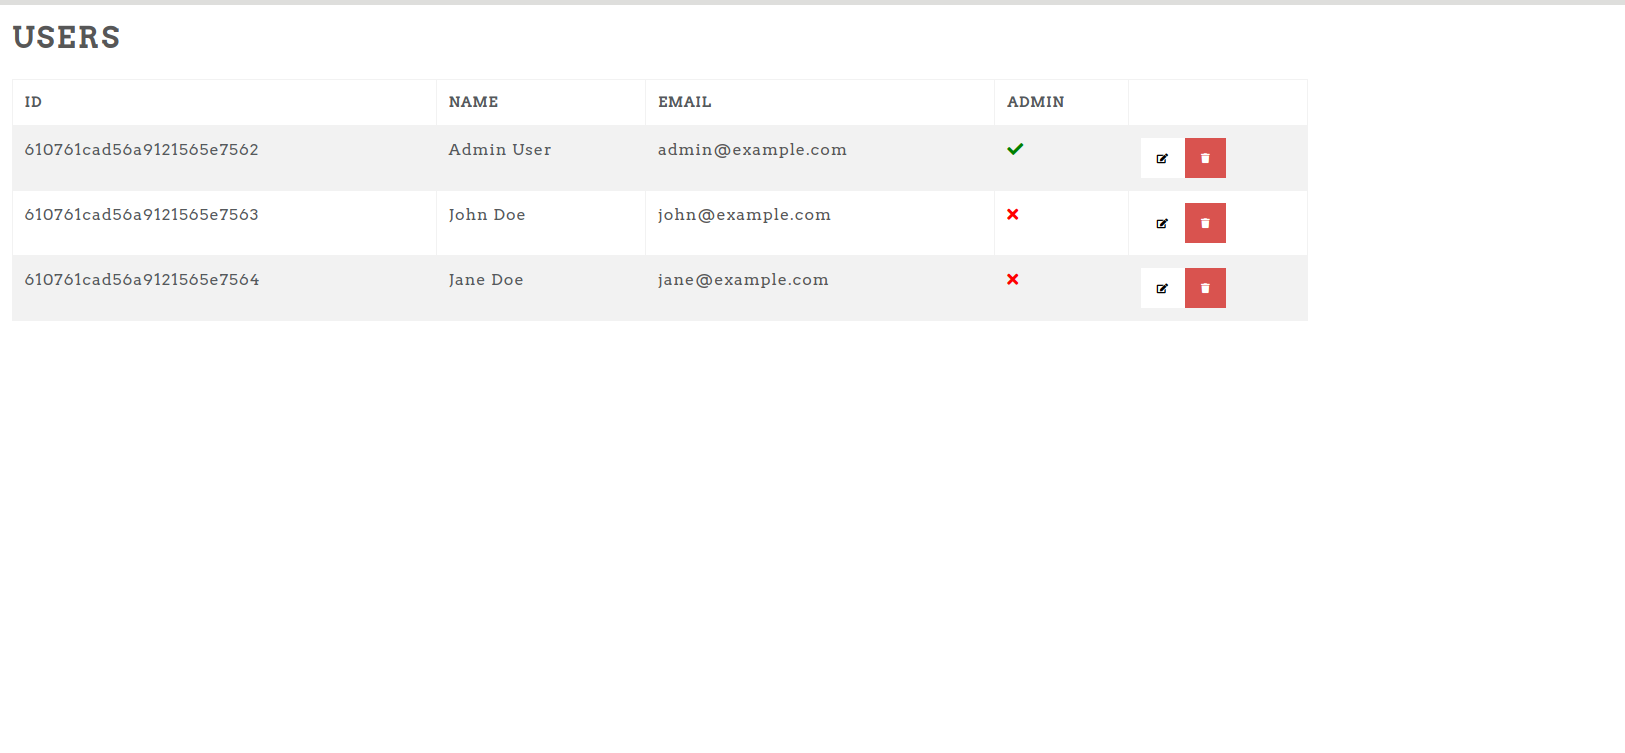 USERS
ID NAME EMAIL ADMIN
610761cad56a9121565e7562 Admin User admin@example.com
610761cad56a9121565e7563 John Doe john@example.com
610761cad56a9121565e7564 Jane Doe jane@example.com